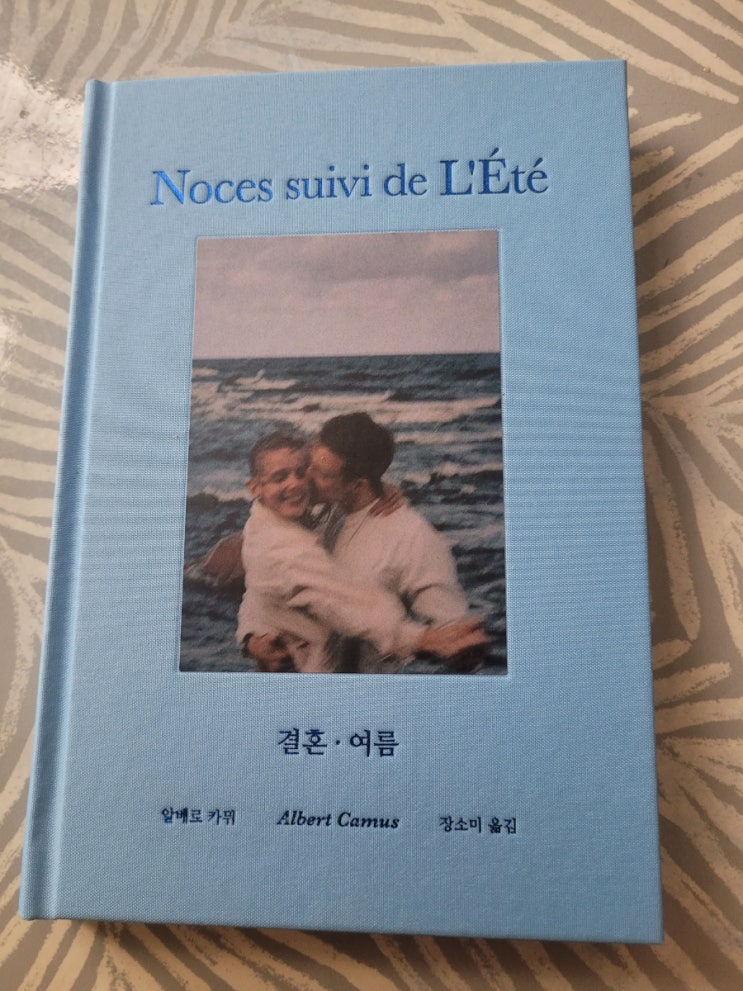 Noces suivi de L'Été
결혼 · 여름
알베르 카뮈 Albert Camus 장소미 옮김